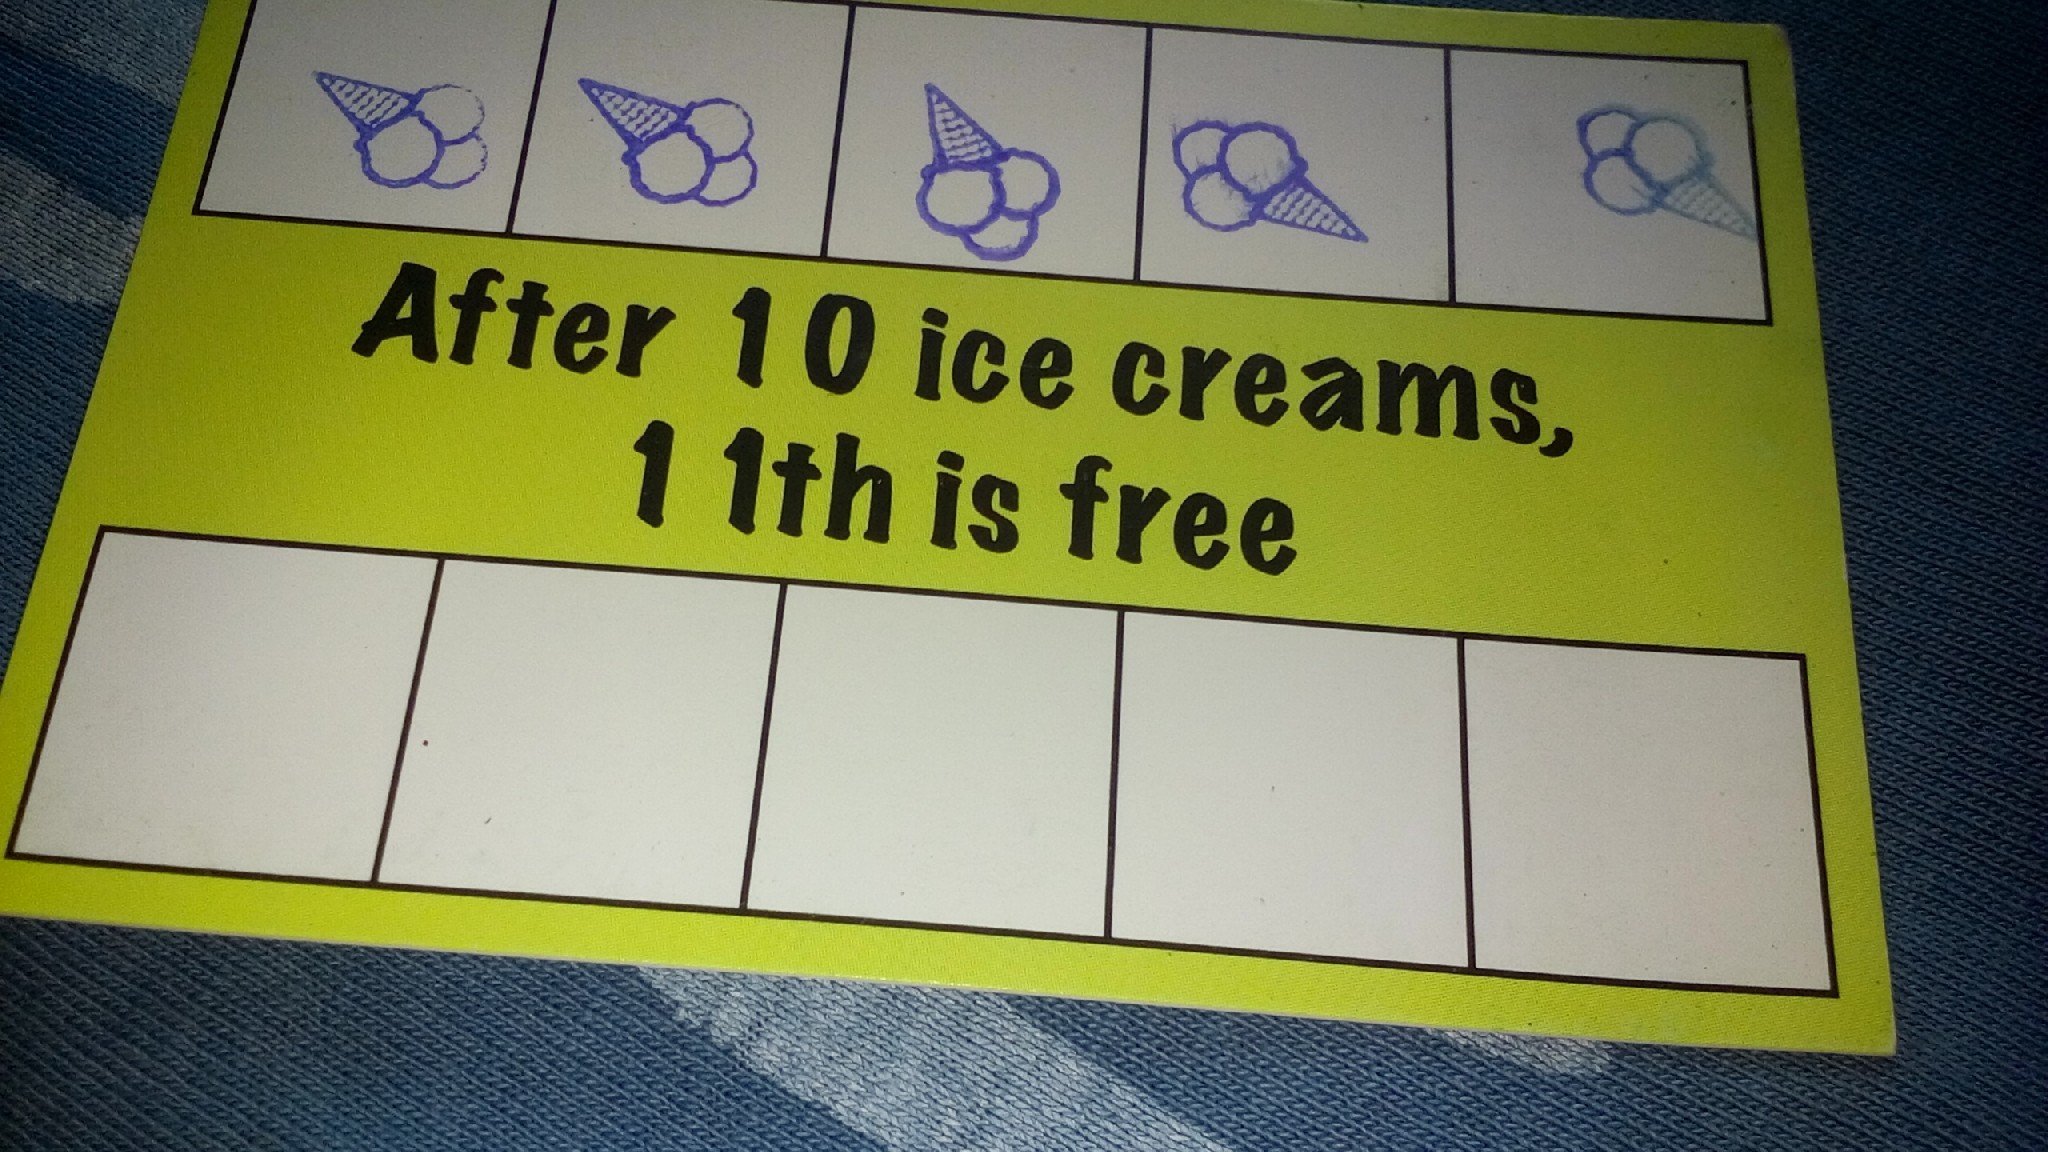 After 10 ice creams,
11th is free